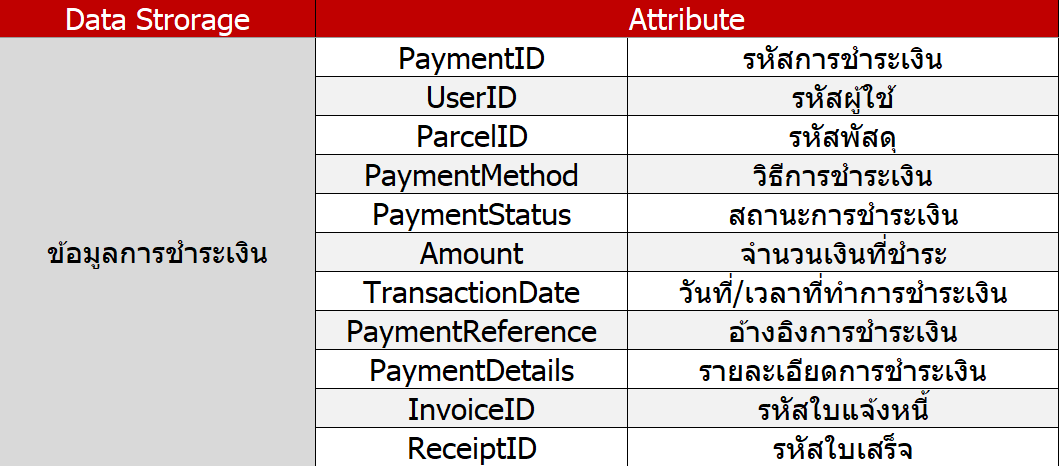 Data Strorage Attribute
PaymentID รหัสการชำระเงิน
UserID รหัสผู้ใช้
ParcelID รหัสพัสดุ
PaymentMethod วิธีการชำระเงิน
PaymentStatus สถานะการชำระเงิน
ข้อมูลการชำระเงิน Amount จำนวนเงินที่ชำระ
TransactionDate วันที่/เวลาที่ทำการชำระเงิน
PaymentReference อ้างอิงการชำระเงิน
PaymentDetails รายละเอียดการชำระเงิน
InvoiceID รหัสใบแจ้งหนี้
ReceiptID รหัสใบเสร็จ